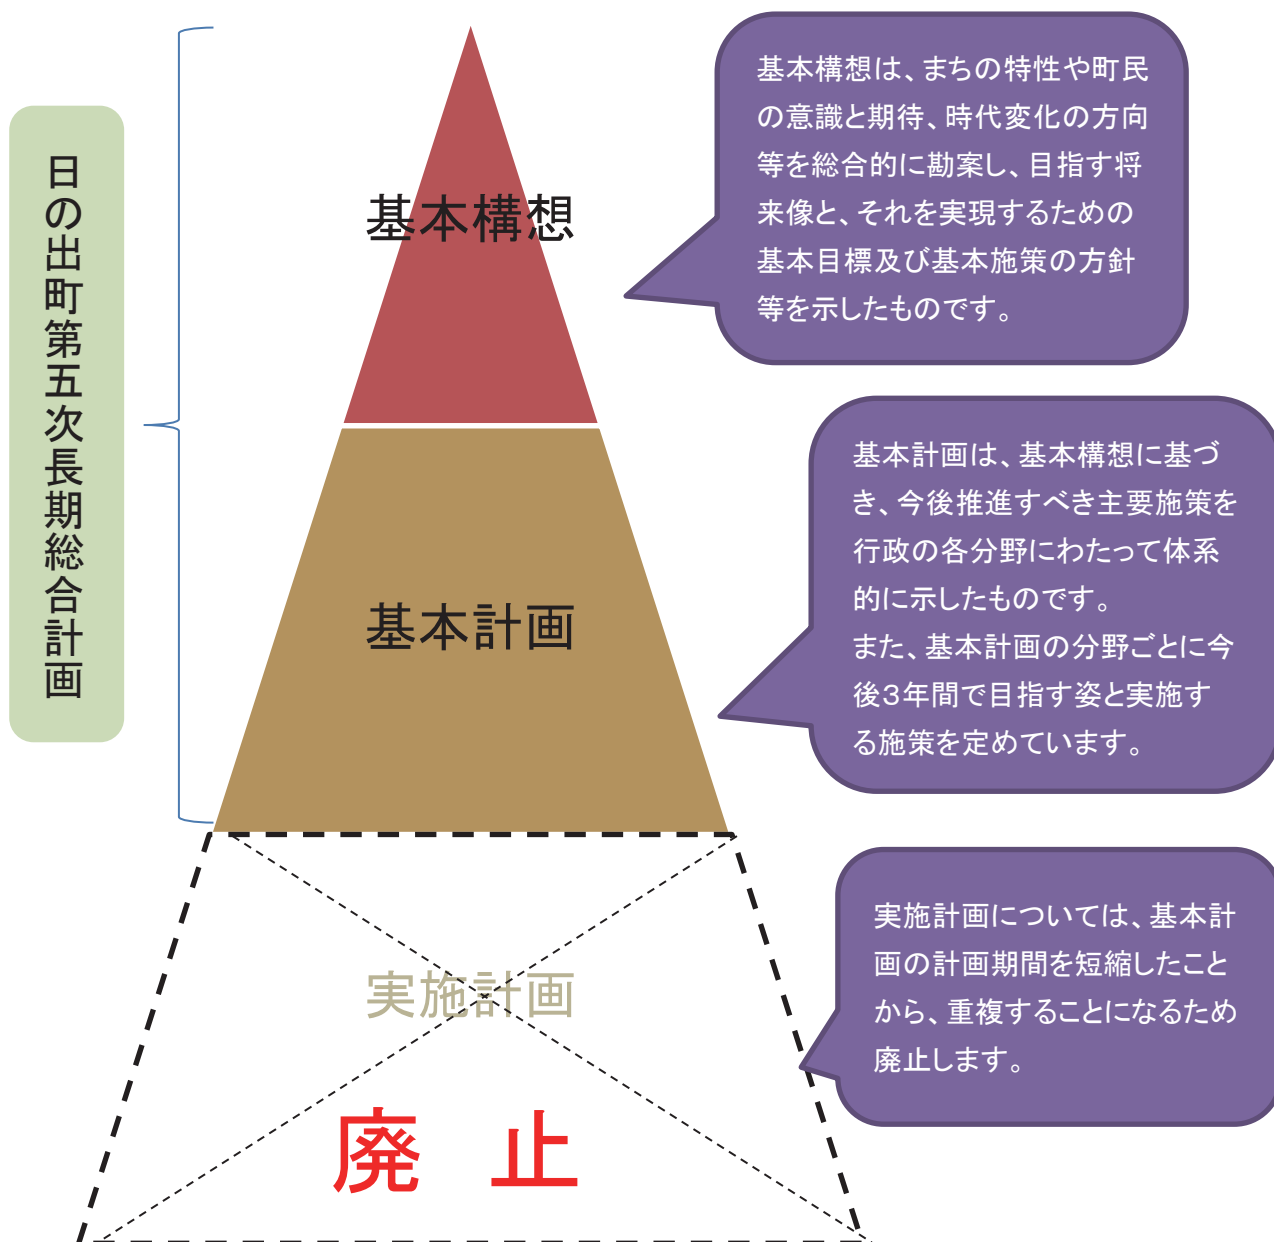 日の出町第五次長期総合計画
基本構想
基本構想は、まちの特性や町民
の意識と期待、時代変化の方向
等を総合的に勘案し、目指す将
来像と、それを実現するための
基本目標及び基本施策の方針
等を示したものです。
基本計画
基本計画は、基本構想に基づ
き、今後推進すべき主要施策を
行政の各分野にわたって体系
的に示したものです。
また、基本計画の分野ごとに今
後3年間で目指す姿と実施す
る施策を定めています。
実施計画
廃　止
実施計画については、基本計
画の計画期間を短縮したこと
から、重複することになるため
廃止します。